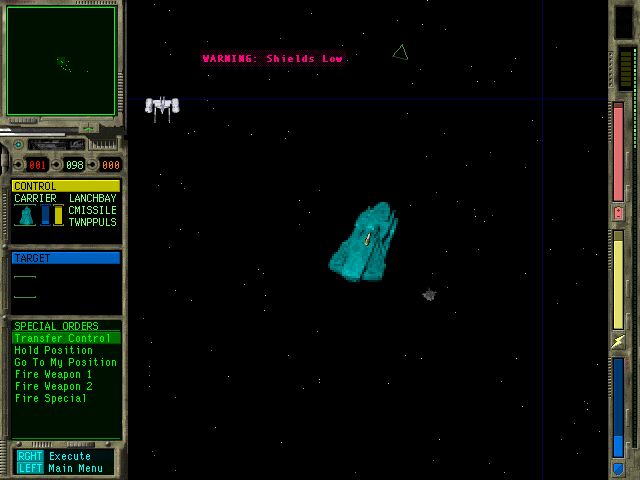 WARNING: Shields Low
001 098 000
CONTROL
CARRIER LANCHBAY
CMISSILE
TWNPPULS
TARGET
SPECIAL ORDERS
Transfer Control
Hold Position
Go To My Position
Fire Weapon 1
Fire Weapon 2
Fire Special
RGHT Execute
LEFT Main Menu